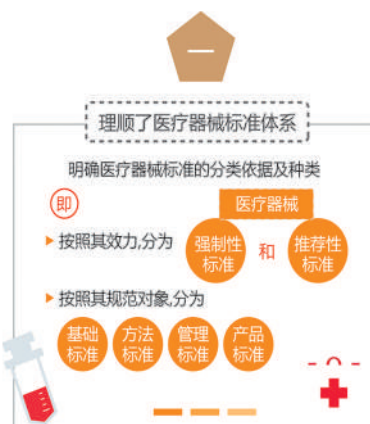 一
理顺了医疗器械标准体系
明确医疗器械标准的分类依据及种类
即
医疗器械
按照其效力,分为
强制性
标准
和
推荐性
标准
按照其规范对象,分为
基础
标准
方法
标准
管理
标准
产品
标准